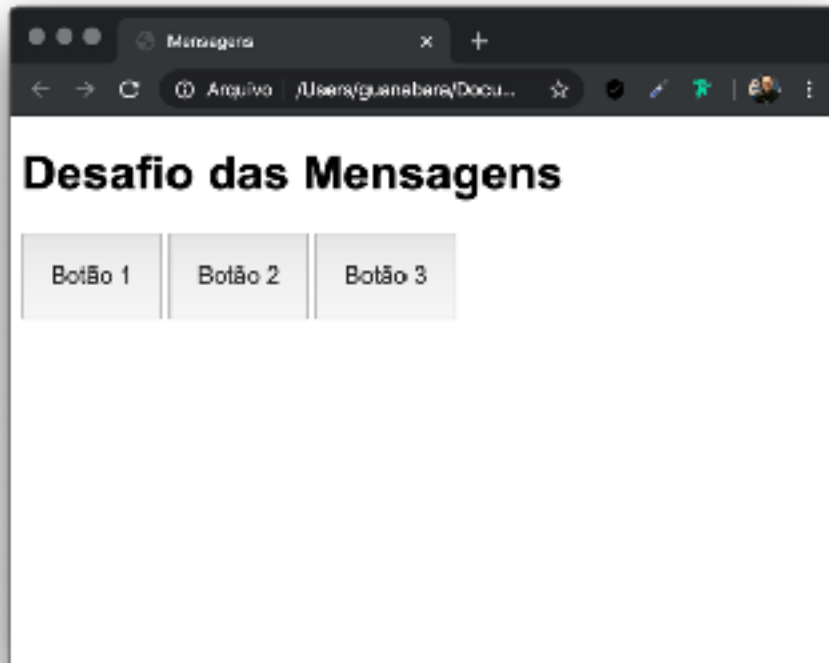 Mensagens
Arquivo /Users/guanabara/Docu...
Desafio das Mensagens
Botão 1 Botão 2 Botão 3